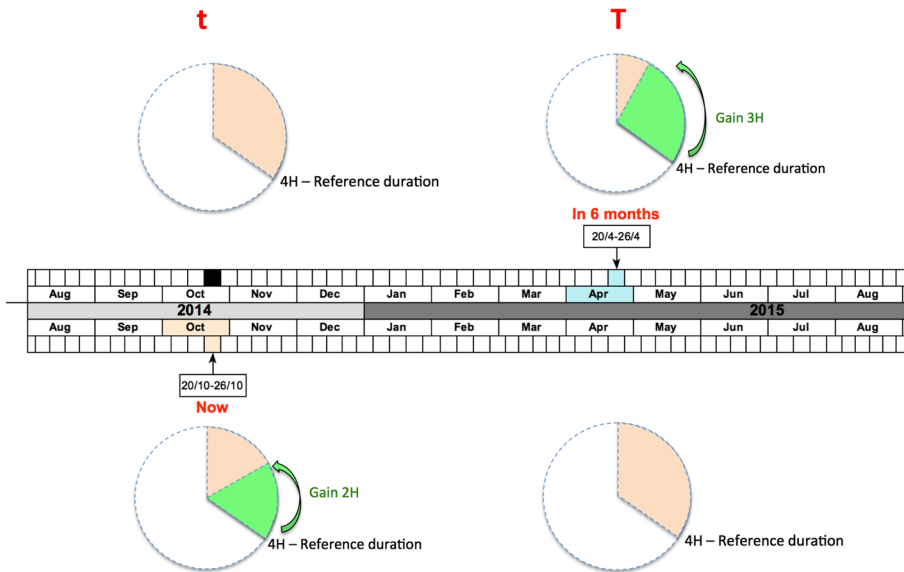 t T
Gain 3H
4H – Reference duration 4H – Reference duration
In 6 months
20/4-26/4
Aug Sep Oct Nov Dec Jan Feb Mar Apr May Jun Jul Aug
2014 2015
Aug Sep Oct Nov Dec Jan Feb Mar Apr May Jun Jul Aug
20/10-26/10
Now
Gain 2H
4H – Reference duration 4H – Reference duration